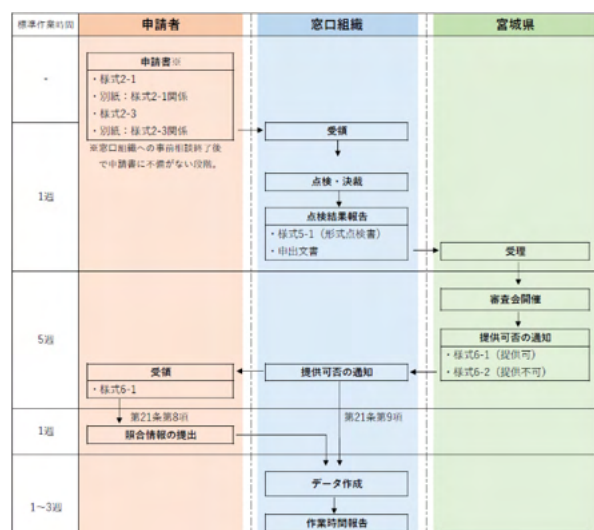 標準作業時間
申請者
窓口組織
宮城県
-
申請書※
・様式2-1
・別紙：様式2-1関係
・様式2-3
・別紙：様式2-3関係
※窓口組織への事前相談終了後
で申請書に不備がない段階。
1週
受領
点検・決裁
点検結果報告
・様式5-1（形式点検書）
・申出文書
受理
5週
審査会開催
提供可否の通知
・様式6-1（提供可）
・様式6-2（提供不可）
提供可否の通知
受領
・様式6-1
1週
第21条第8項
第21条第9項
照合情報の提出
1～3週
データ作成
作業時間報告